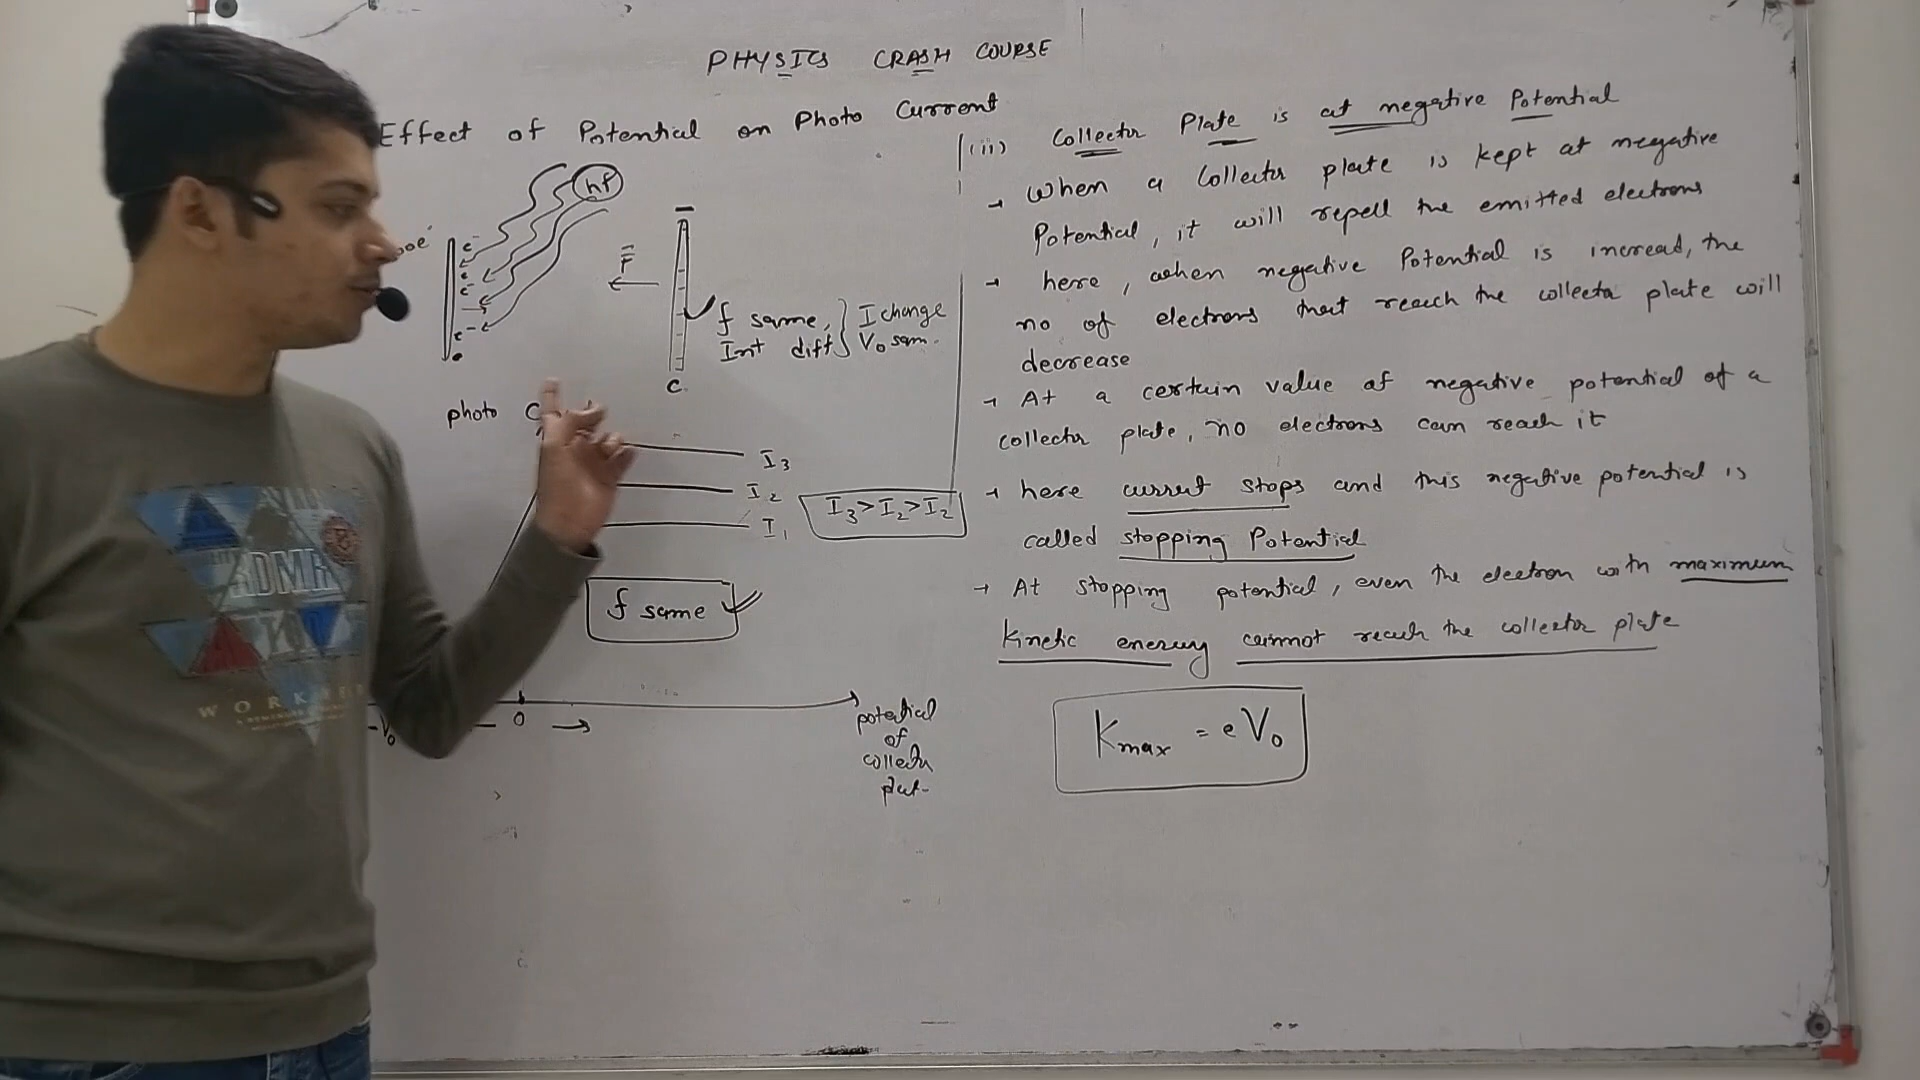 PHYSICS CRASH COURSE
Effect of Potential on Photo Current
hf
e-
e-
e-
e-
F
C
f same,
Int diff
I change
V₀ sam.
photo
I₃
I₂
I₁
I₃>I₂>I₂
f same
-V₀
0
potential
of
collector
(ii) Collector Plate is at negative Potential
→ When a Collector plate is kept at negative
Potential, it will repell the emitted electrons
→ here, when negative Potential is incread, the
no of electrons that reach the collector plate will
decrease
→ At a certain value of negative potential of a
collector plate, no electrons can reach it
→ here current stops and this negative potential is
called stopping Potential
→ At stopping potential, even the electron with maximum
Kinetic energy cannot reach the collector plate
Kmax = eV₀
WORK